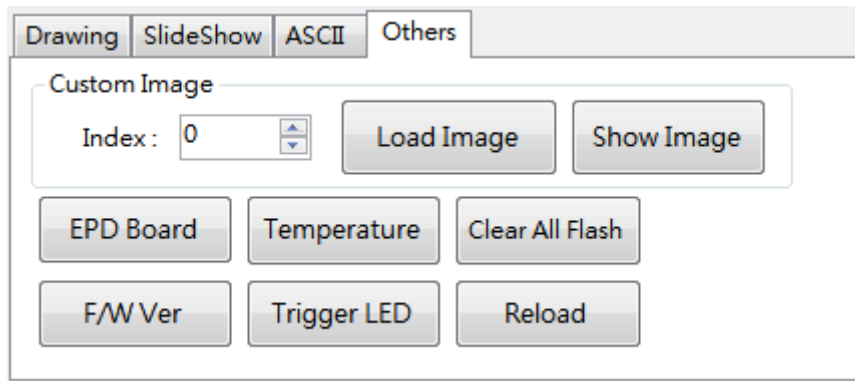 Drawing SlideShow ASCII Others
Custom Image
Index : 0 Load Image Show Image
EPD Board Temperature Clear All Flash
F/W Ver Trigger LED Reload